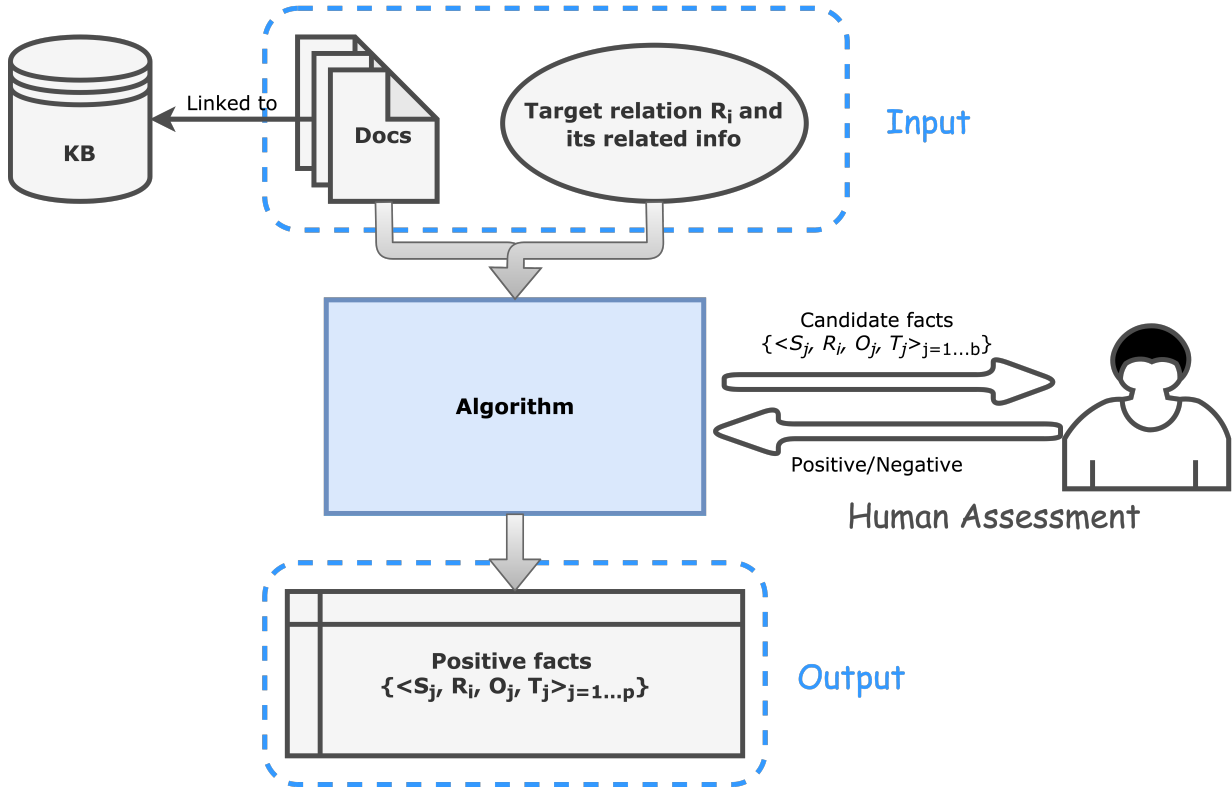 Linked to
KB
Docs
Target relation Ri and
its related info
Input
Algorithm
Candidate facts
{<Sj, Ri, Oj, Tj>j=1...b}
Positive/Negative
Human Assessment
Positive facts
{<Sj, Ri, Oj, Tj>j=1...p}
Output